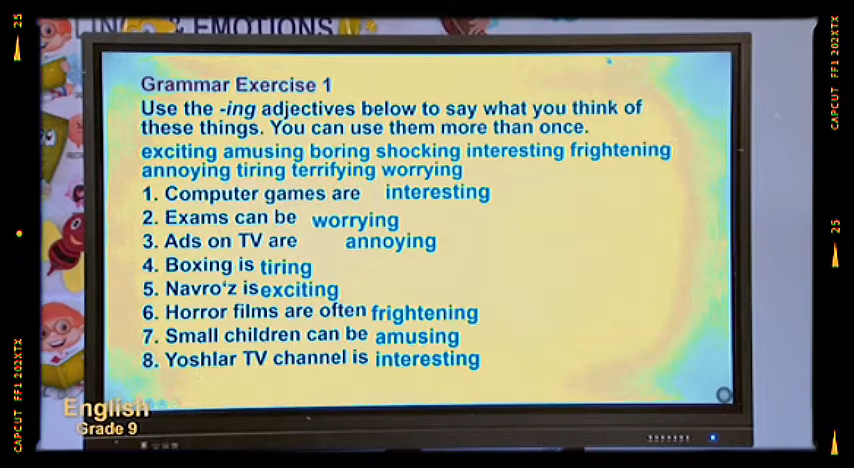 & EMOTIONS
Grammar Exercise 1
Use the -ing adjectives below to say what you think of
these things. You can use them more than once.
exciting amusing boring shocking interesting frightening
annoying tiring terrifying worrying
1. Computer games are interesting
2. Exams can be worrying
3. Ads on TV are annoying
4. Boxing is tiring
5. Navro‘z is exciting
6. Horror films are often frightening
7. Small children can be amusing
8. Yoshlar TV channel is interesting
English
Grade 9
25
CAPCUT FF1 202XTX
CAPCUT FF1 202XTX
25